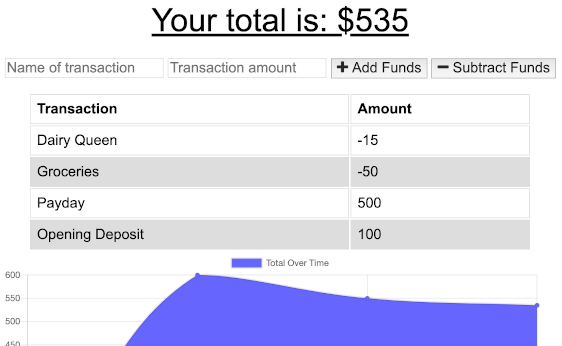 Your total is: $535
Name of transaction Transaction amount + Add Funds − Subtract Funds
Transaction Amount
Dairy Queen -15
Groceries -50
Payday 500
Opening Deposit 100
Total Over Time
600
550
500
450